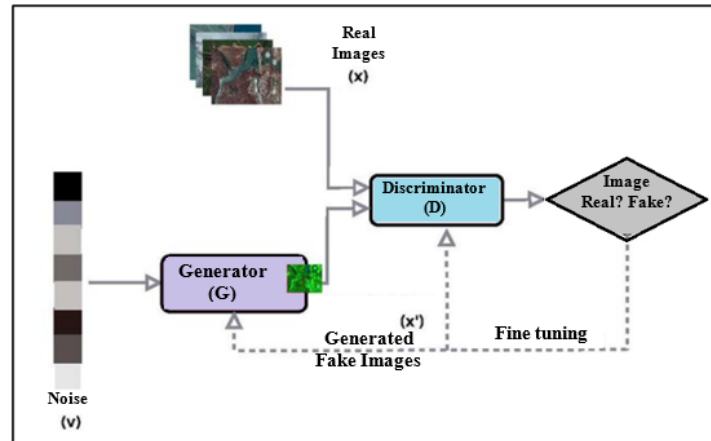 Real
Images
(x)
Discriminator
(D)
Image
Real? Fake?
Generator
(G)
(x')
Generated
Fake Images
Fine tuning
Noise
(v)